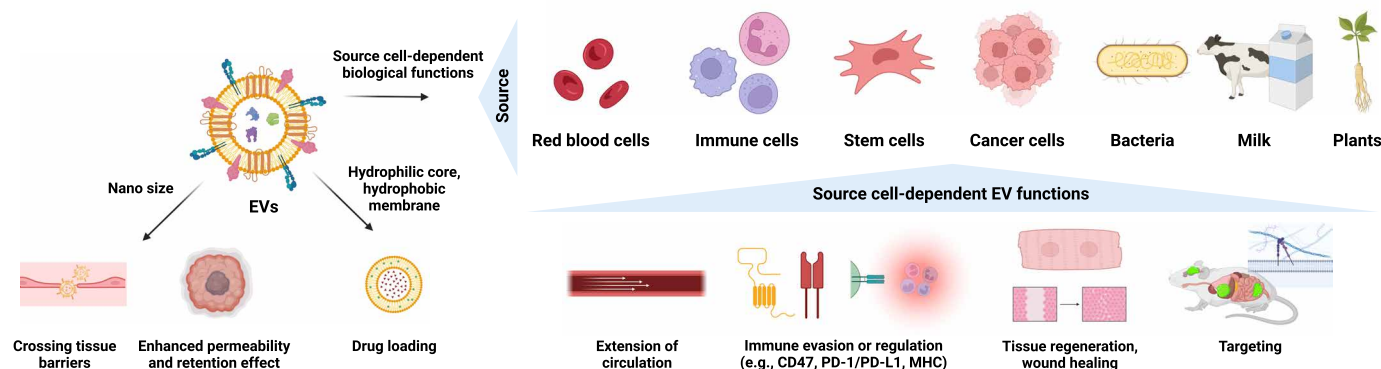 Source cell-dependent
biological functions
Source
Red blood cells
Immune cells
Stem cells
Cancer cells
Bacteria
Milk
Plants
Nano size
EVs
Hydrophilic core,
hydrophobic
membrane
Source cell-dependent EV functions
Crossing tissue
barriers
Enhanced permeability
and retention effect
Drug loading
Extension of
circulation
Immune evasion or regulation
(e.g., CD47, PD-1/PD-L1, MHC)
Tissue regeneration,
wound healing
Targeting